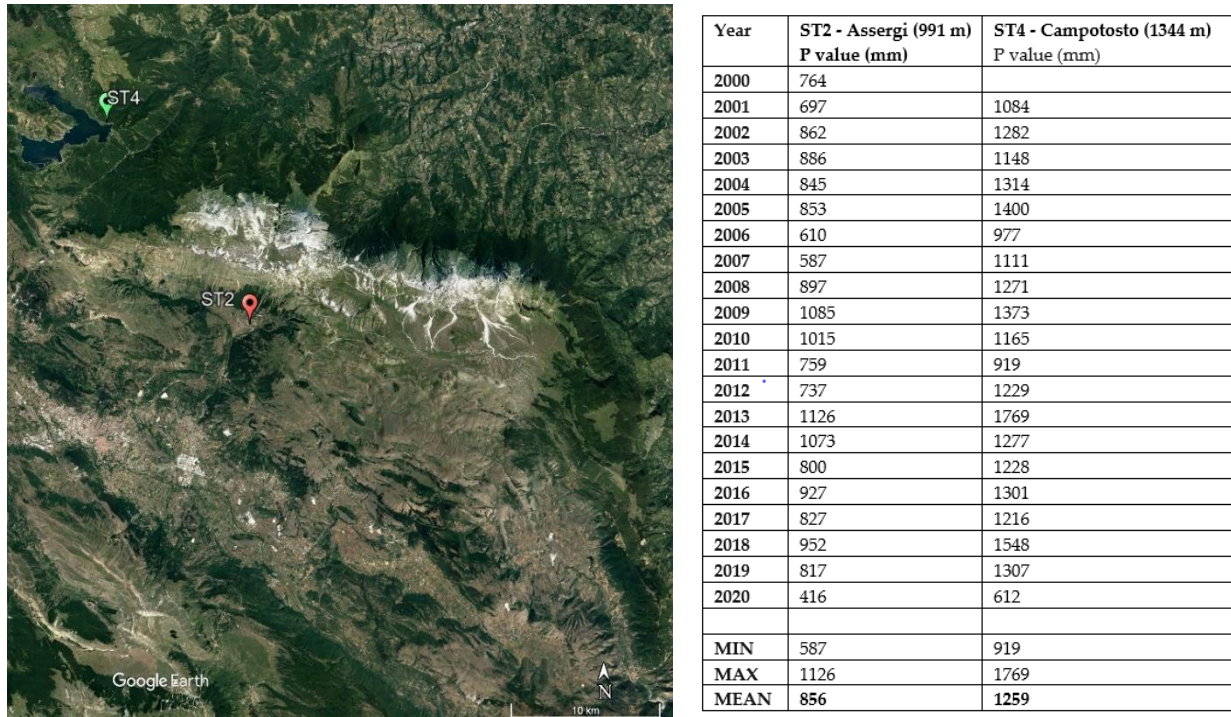 ST4
ST2
Google Earth
N
10 km
Year ST2 - Assergi (991 m) ST4 - Campotosto (1344 m)
P value (mm) P value (mm)
2000 764
2001 697 1084
2002 862 1282
2003 886 1148
2004 845 1314
2005 853 1400
2006 610 977
2007 587 1111
2008 897 1271
2009 1085 1373
2010 1015 1165
2011 759 919
2012 737 1229
2013 1126 1769
2014 1073 1277
2015 800 1228
2016 927 1301
2017 827 1216
2018 952 1548
2019 817 1307
2020 416 612
MIN 587 919
MAX 1126 1769
MEAN 856 1259